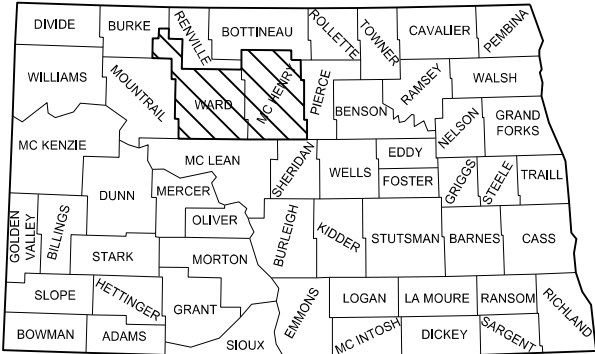 DIVIDE
BURKE
RENVILLE
BOTTINEAU
ROLLETTE
TOWNER
CAVALIER
PEMBINA
WILLIAMS
MOUNTRAIL
WARD
MC HENRY
PIERCE
BENSON
RAMSEY
WALSH
NELSON
GRAND
FORKS
MC KENZIE
MC LEAN
SHERIDAN
WELLS
EDDY
FOSTER
GRIGGS
STEELE
TRAILL
DUNN
MERCER
OLIVER
GOLDEN
VALLEY
BILLINGS
STARK
MORTON
BURLEIGH
KIDDER
STUTSMAN
BARNES
CASS
SLOPE
HETTINGER
GRANT
SIOUX
EMMONS
LOGAN
LA MOURE
RANSOM
RICHLAND
BOWMAN
ADAMS
MC INTOSH
DICKEY
SARGENT